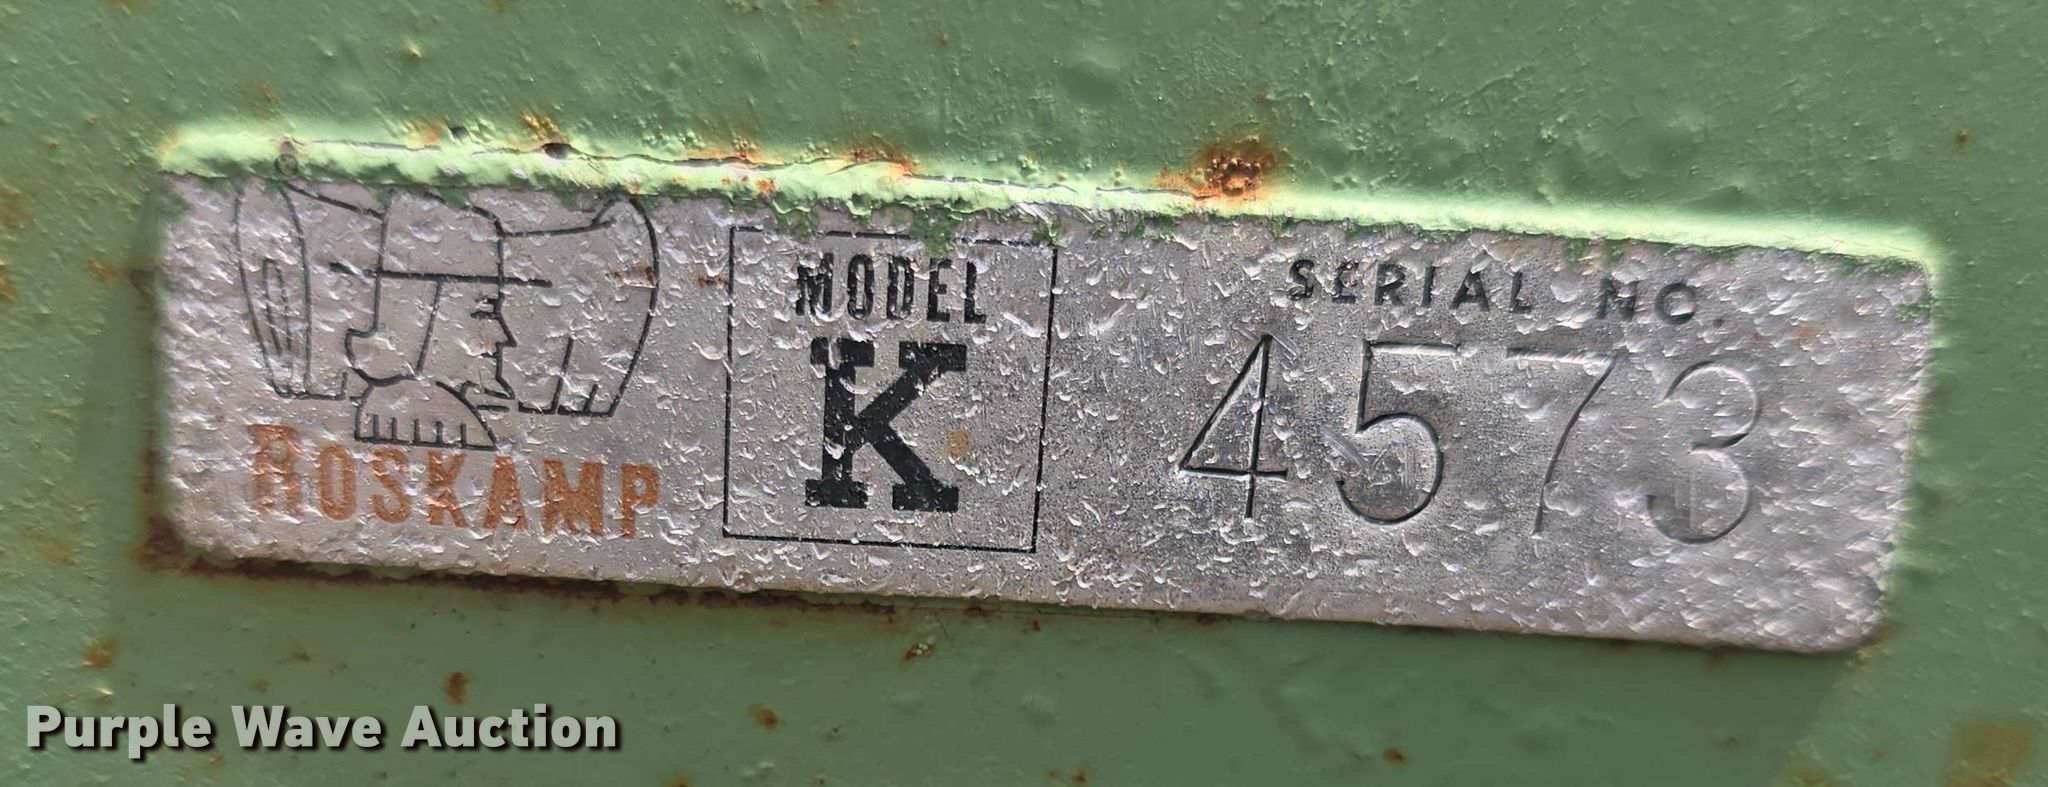 ROSKAMP
MODEL
K
SERIAL NO.
4573
Purple Wave Auction